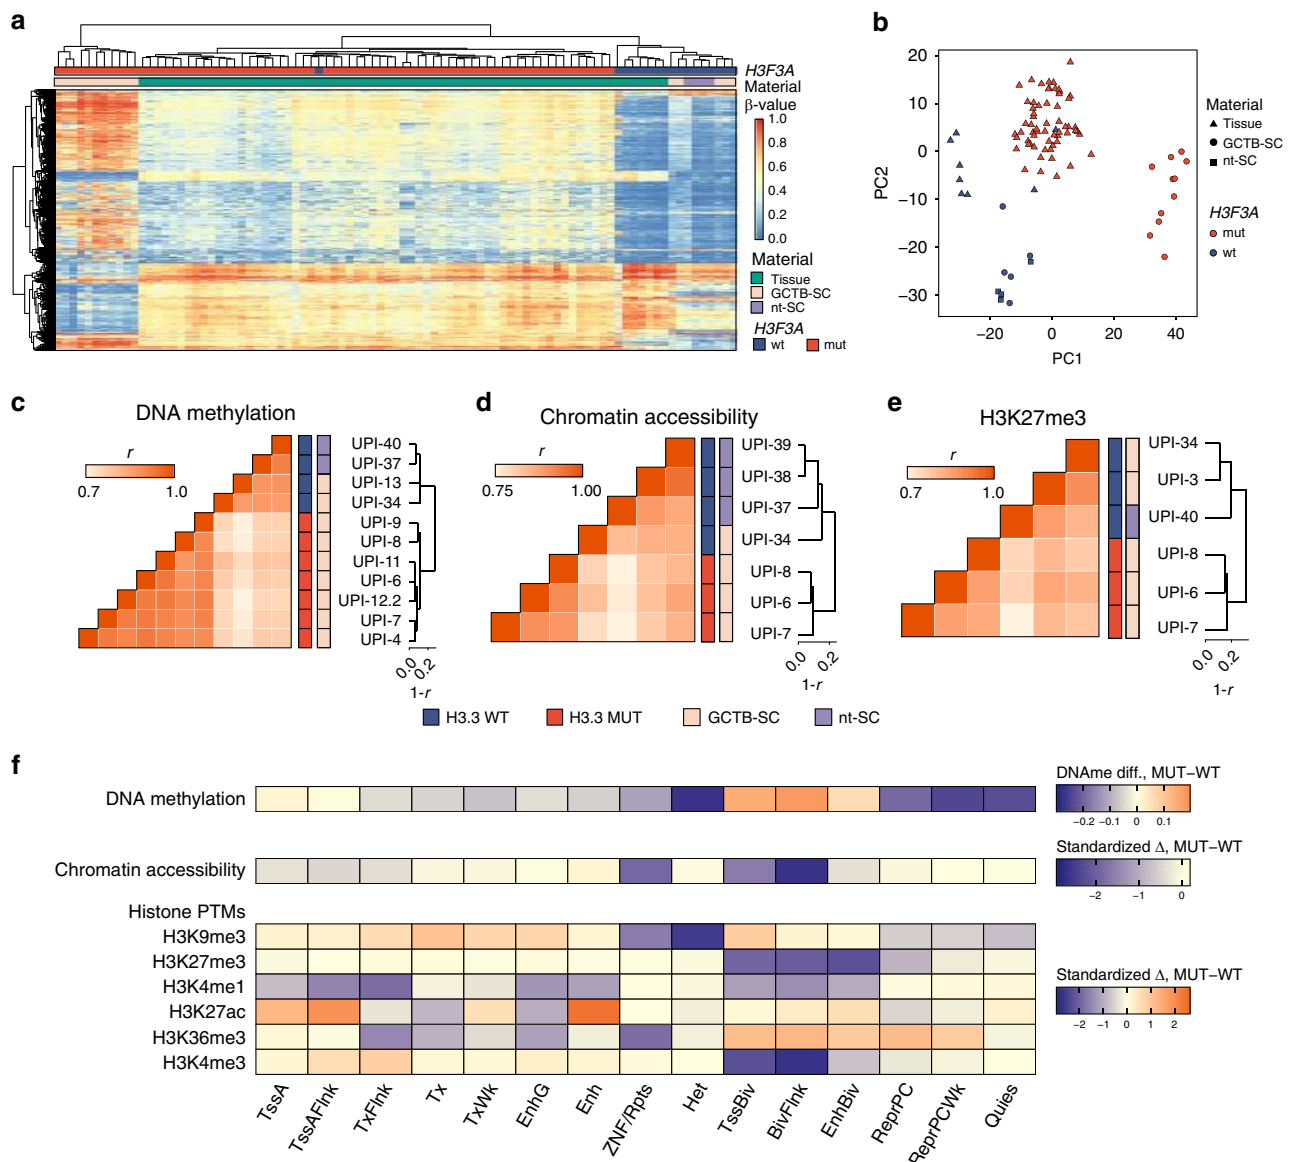 a
H3F3A
Material
β-value
1.0
0.8
0.6
0.4
0.2
0.0
Material
Tissue
GCTB-SC
nt-SC
H3F3A
wt
mut
b
20
10
0
−10
−20
−30
PC2
−20
0
20
40
PC1
Material
Tissue
GCTB-SC
nt-SC
H3F3A
mut
wt
c
DNA methylation
r
0.7
1.0
UPI-40
UPI-37
UPI-13
UPI-34
UPI-9
UPI-8
UPI-11
UPI-6
UPI-12.2
UPI-7
UPI-4
0.0
0.2
1-r
d
Chromatin accessibility
r
0.75
1.00
UPI-39
UPI-38
UPI-37
UPI-34
UPI-8
UPI-6
UPI-7
0.0
0.2
1-r
e
H3K27me3
r
0.7
1.0
UPI-34
UPI-3
UPI-40
UPI-8
UPI-6
UPI-7
0.0
0.2
1-r
H3.3 WT
H3.3 MUT
GCTB-SC
nt-SC
f
DNA methylation
Chromatin accessibility
Histone PTMs
H3K9me3
H3K27me3
H3K4me1
H3K27ac
H3K36me3
H3K4me3
TssA
TssAFlnk
TxFlnk
Tx
TxWk
EnhG
Enh
ZNF/Rpts
Het
TssBiv
BivFlnk
EnhBiv
ReprPC
ReprPCWk
Quies
DNAme diff., MUT−WT
−0.2 −0.1 0 0.1
Standardized Δ, MUT−WT
−2 −1 0
Standardized Δ, MUT−WT
−2 −1 0 1 2